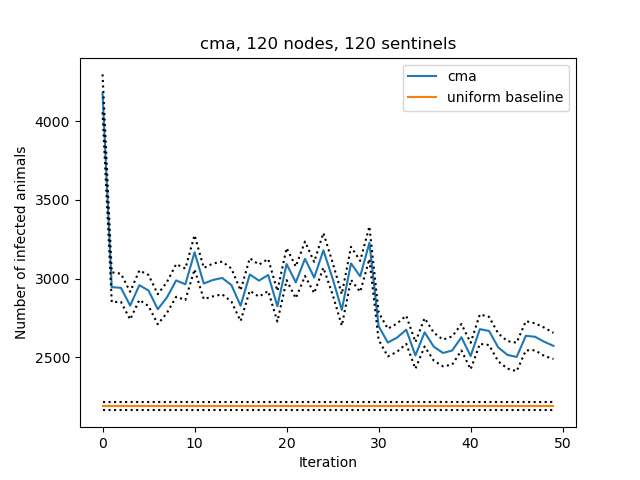 cma, 120 nodes, 120 sentinels
cma
uniform baseline
Number of infected animals
4000
3500
3000
2500
0
10
20
30
40
50
Iteration